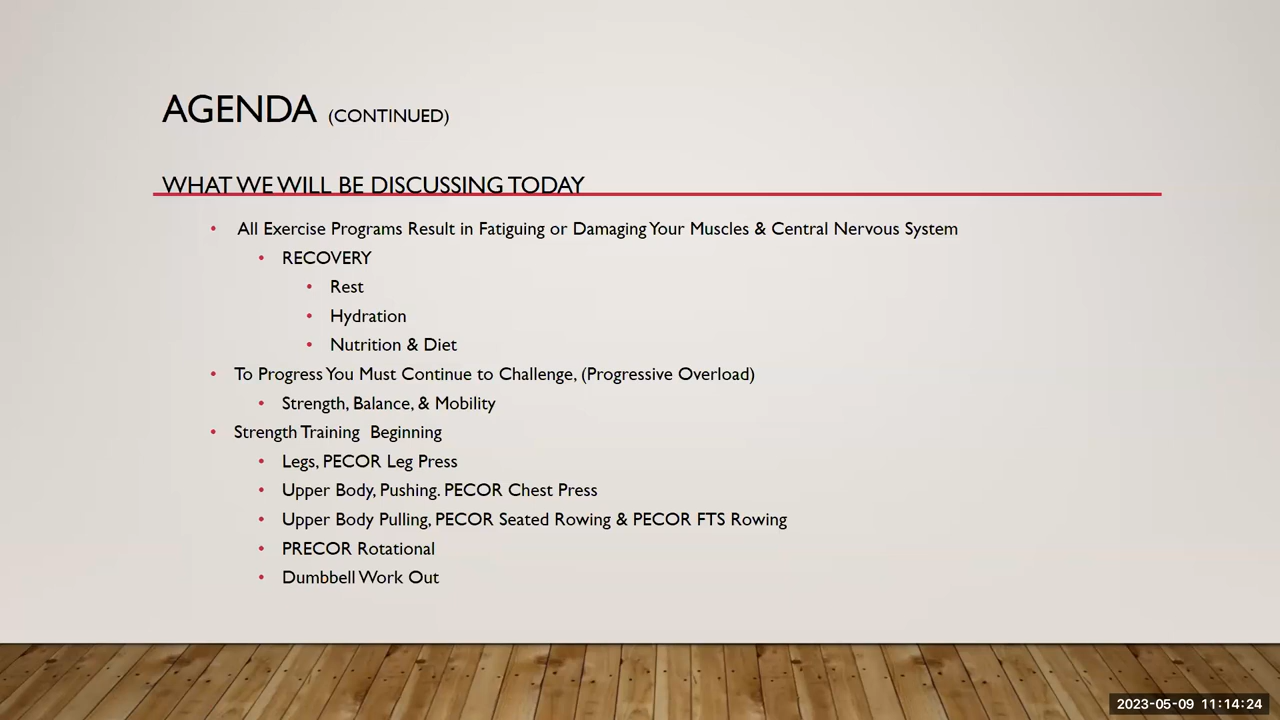 AGENDA (CONTINUED)
WHAT WE WILL BE DISCUSSING TODAY
• All Exercise Programs Result in Fatiguing or Damaging Your Muscles & Central Nervous System
• RECOVERY
• Rest
• Hydration
• Nutrition & Diet
• To Progress You Must Continue to Challenge, (Progressive Overload)
• Strength, Balance, & Mobility
• Strength Training Beginning
• Legs, PECOR Leg Press
• Upper Body, Pushing. PECOR Chest Press
• Upper Body Pulling, PECOR Seated Rowing & PECOR FTS Rowing
• PRECOR Rotational
• Dumbbell Work Out
2023-05-09 11:14:24